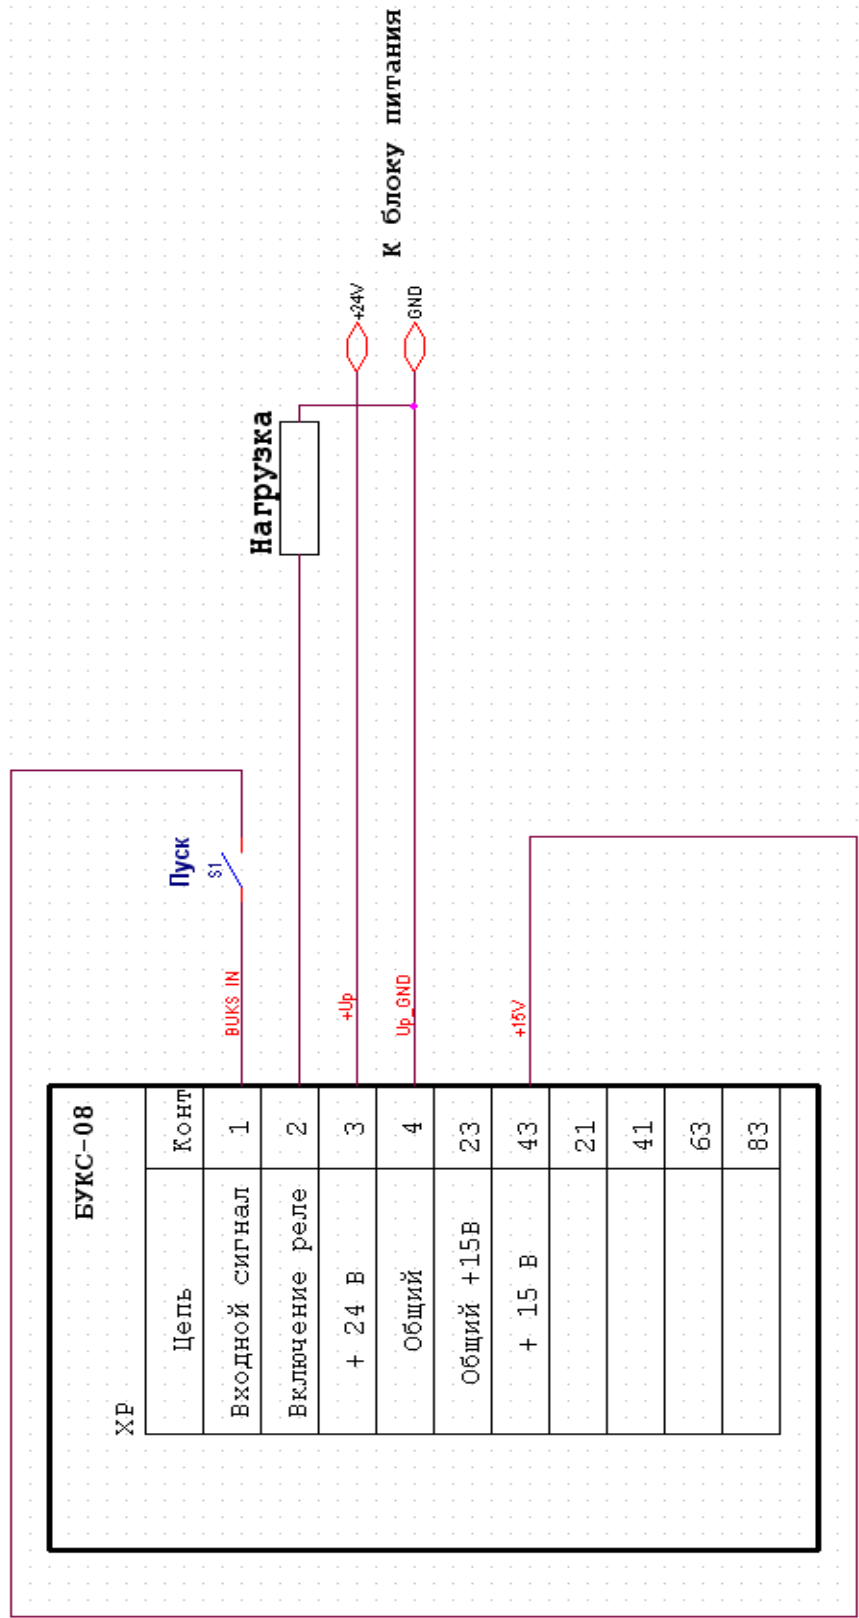 БУКС-08
XP
Цепь Конт
Входной сигнал 1
Включение реле 2
+ 24 В 3
Общий 4
Общий +15В 23
+ 15 В 43
21
41
63
83
Пуск
S1
BUKS IN
+Up
Up_GND
+15V
Нагрузка
+24V
GND
К блоку питания